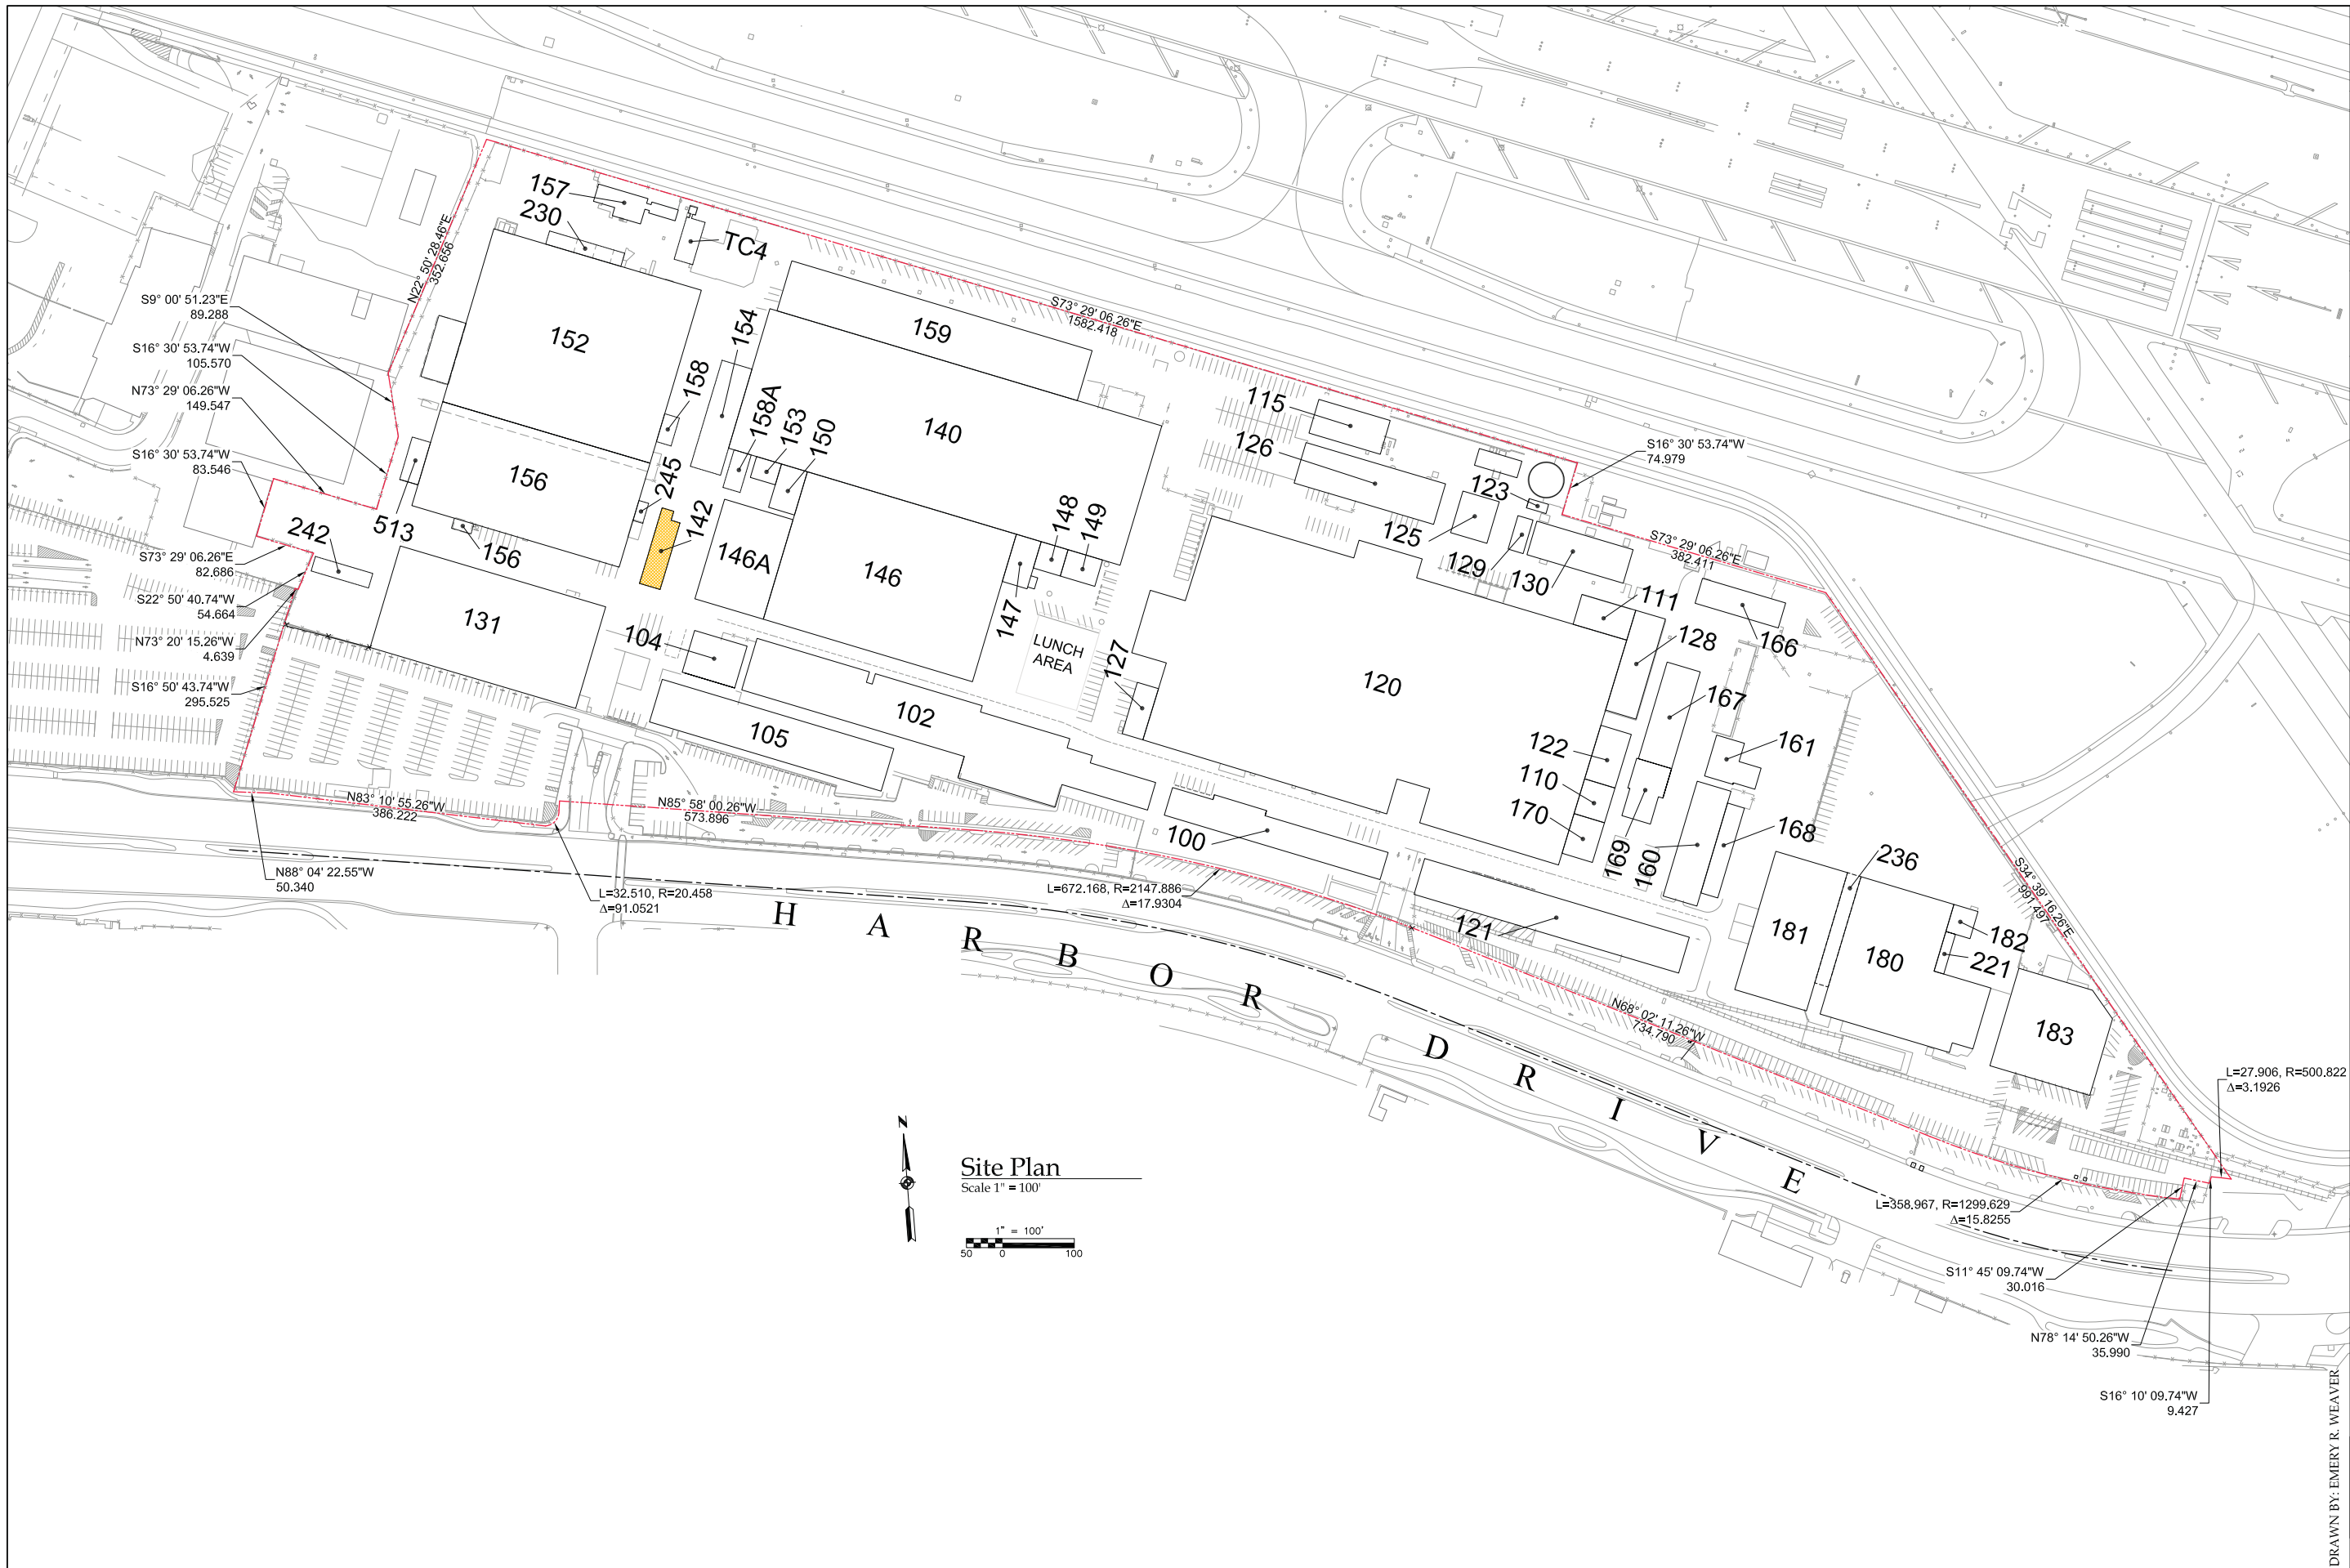 157
230
TC4
N22° 50' 28.46"E
352.656
S9° 00' 51.23"E
89.288
S73° 29' 06.26"E
1582.418
154
159
152
S16° 30' 53.74"W
105.570
158
N73° 29' 06.26"W
149.547
158A
153
150
140
115
126
S16° 30' 53.74"W
74.979
S16° 30' 53.74"W
83.546
156
245
123
242
513
142
148
149
125
156
146A
146
S73° 29' 06.26"E
382.411
129
130
S73° 29' 06.26"E
82.686
S22° 50' 40.74"W
54.664
111
131
147
128
N73° 20' 15.26"W
4.639
104
LUNCH
AREA
127
166
S16° 50' 43.74"W
295.525
120
167
102
105
122
161
110
170
N83° 10' 55.26"W
386.222
N85° 58' 00.26"W
573.896
100
168
169
160
236
N88° 04' 22.55"W
50.340
L=32.510, R=20.458
Δ=91.0521
L=672.168, R=2147.886
Δ=17.9304
S34° 39' 16.26"E
991.497
121
181
182
180
221
HARBOR DRIVE
N68° 02' 11.26"W
734.790
183
L=27.906, R=500.822
Δ=3.1926
N
Site Plan
Scale 1" = 100'
1" = 100'
50 0 100
L=358.967, R=1299.629
Δ=15.8255
S11° 45' 09.74"W
30.016
N78° 14' 50.26"W
35.990
S16° 10' 09.74"W
9.427
DRAWN BY: EMERY R. WEAVER